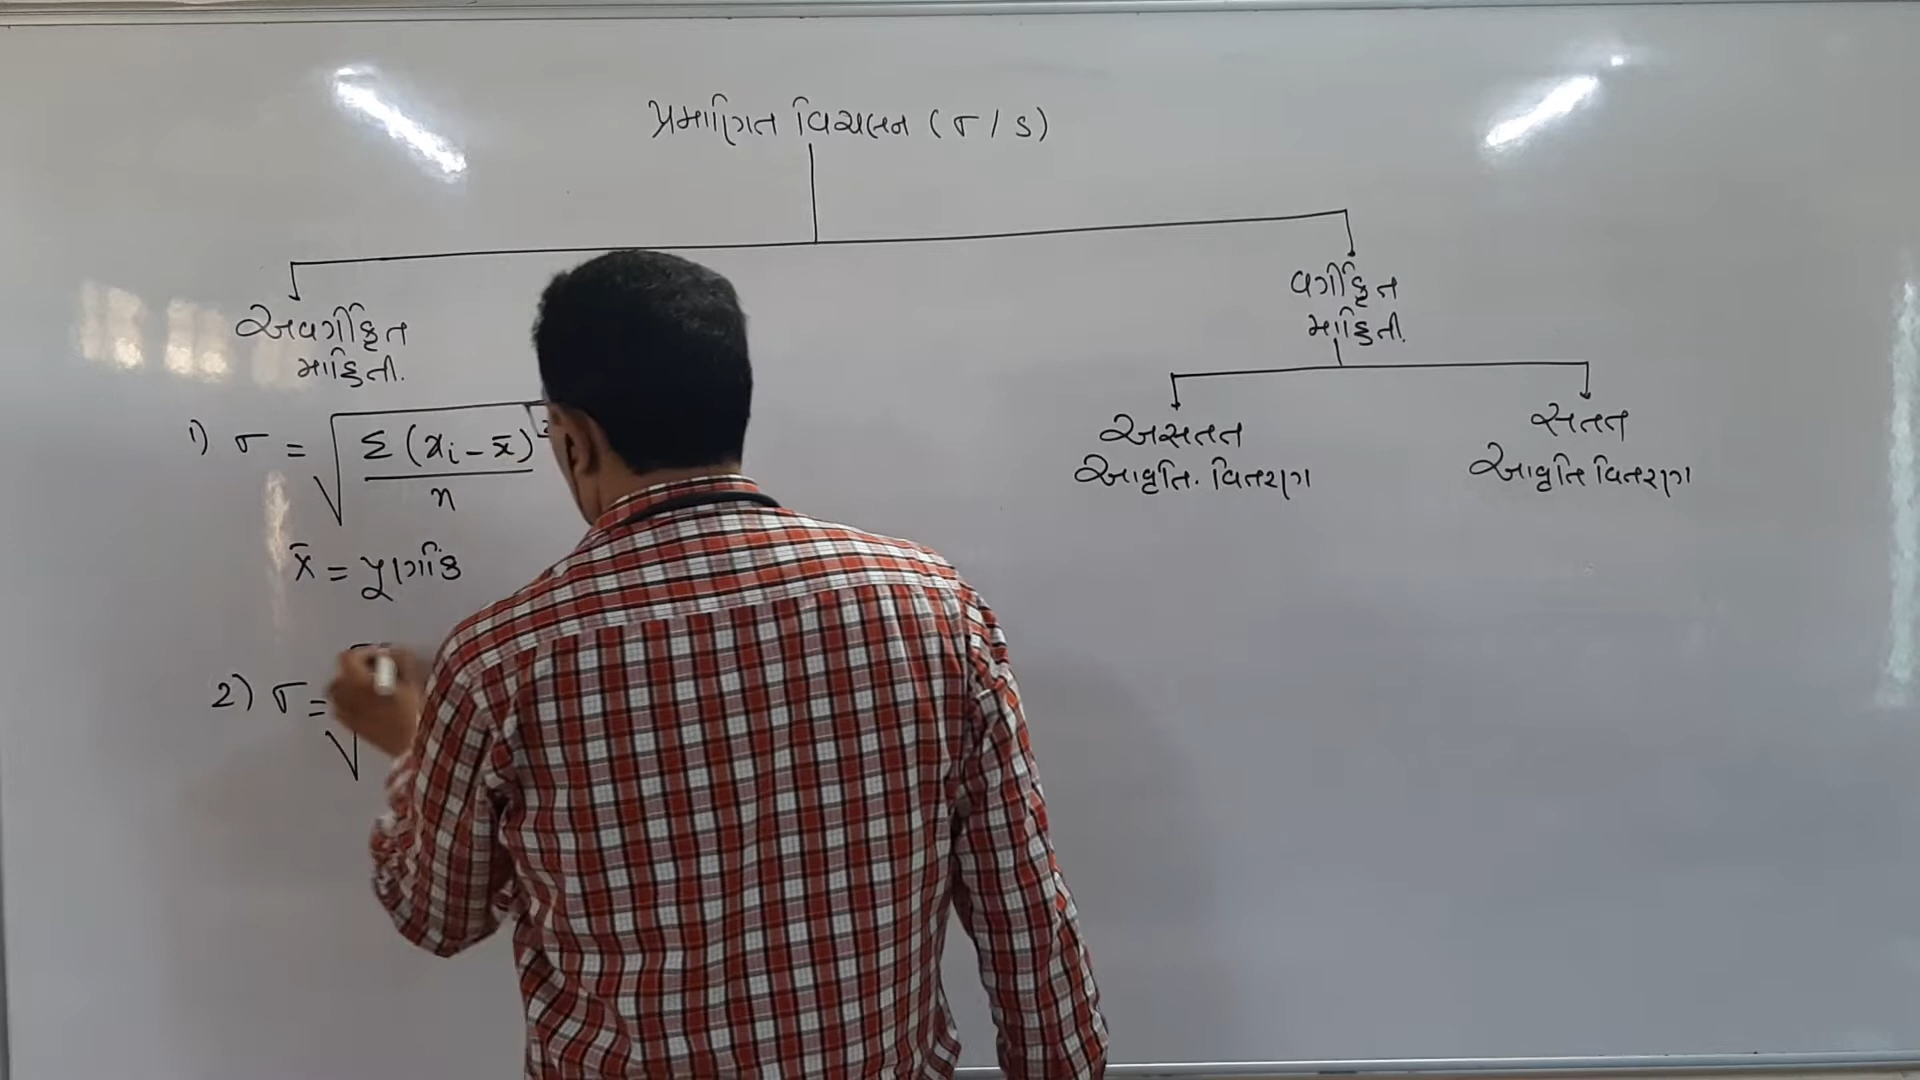 પ્રમાણિત વિચલન ( σ / s )
અવર્ગીકૃત
માહિતી.
1) σ = √ Σ (xᵢ - x̄)² / n
x̄ = પૂર્ણાંક
2) σ = √
વર્ગીકૃત
માહિતી.
અસતત
આવૃતિ. વિતરણ
સતત
આવૃતિ વિતરણ